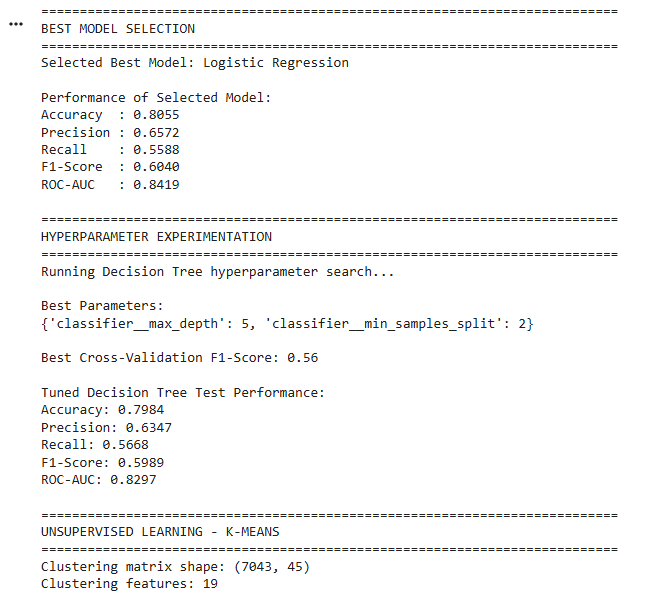 ===========================================================================
BEST MODEL SELECTION
===========================================================================
Selected Best Model: Logistic Regression
Performance of Selected Model:
Accuracy  : 0.8055
Precision : 0.6572
Recall    : 0.5588
F1-Score  : 0.6040
ROC-AUC   : 0.8419
===========================================================================
HYPERPARAMETER EXPERIMENTATION
===========================================================================
Running Decision Tree hyperparameter search...
Best Parameters:
{'classifier__max_depth': 5, 'classifier__min_samples_split': 2}
Best Cross-Validation F1-Score: 0.56
Tuned Decision Tree Test Performance:
Accuracy: 0.7984
Precision: 0.6347
Recall: 0.5668
F1-Score: 0.5989
ROC-AUC: 0.8297
===========================================================================
UNSUPERVISED LEARNING - K-MEANS
===========================================================================
Clustering matrix shape: (7043, 45)
Clustering features: 19